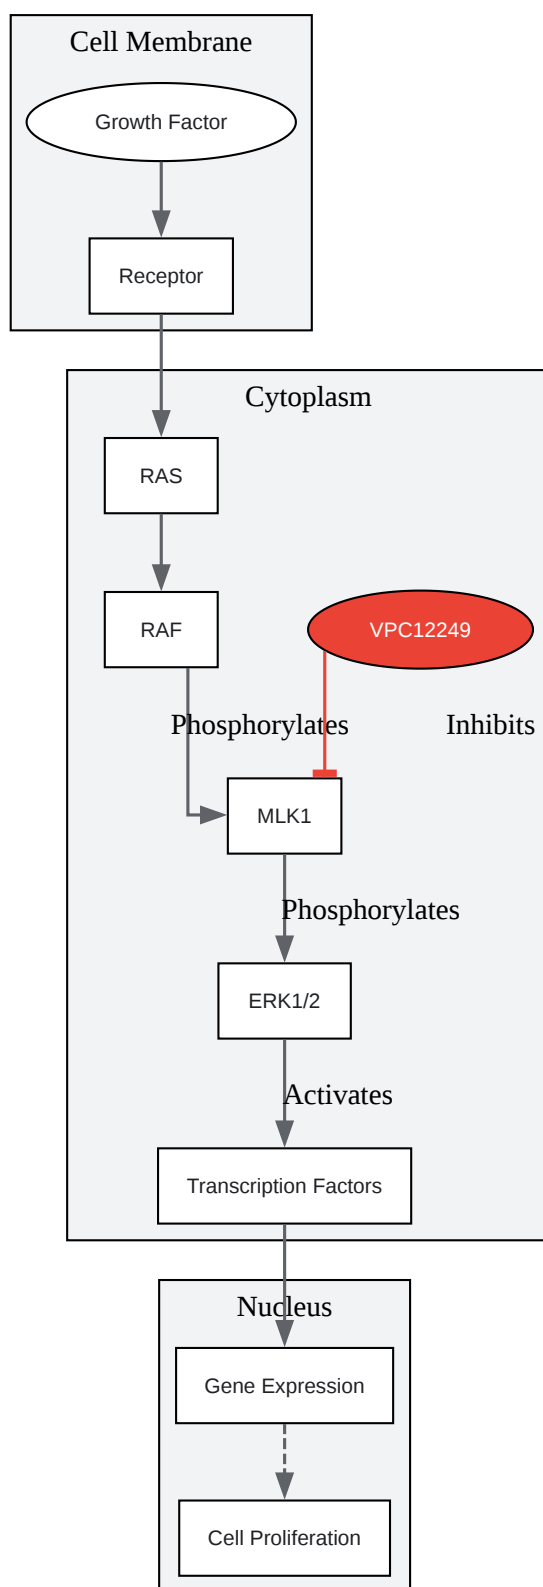 Cell Membrane
Growth Factor
Receptor
Cytoplasm
RAS
RAF
VPC12249
Phosphorylates
Inhibits
MLK1
Phosphorylates
ERK1/2
Activates
Transcription Factors
Nucleus
Gene Expression
Cell Proliferation